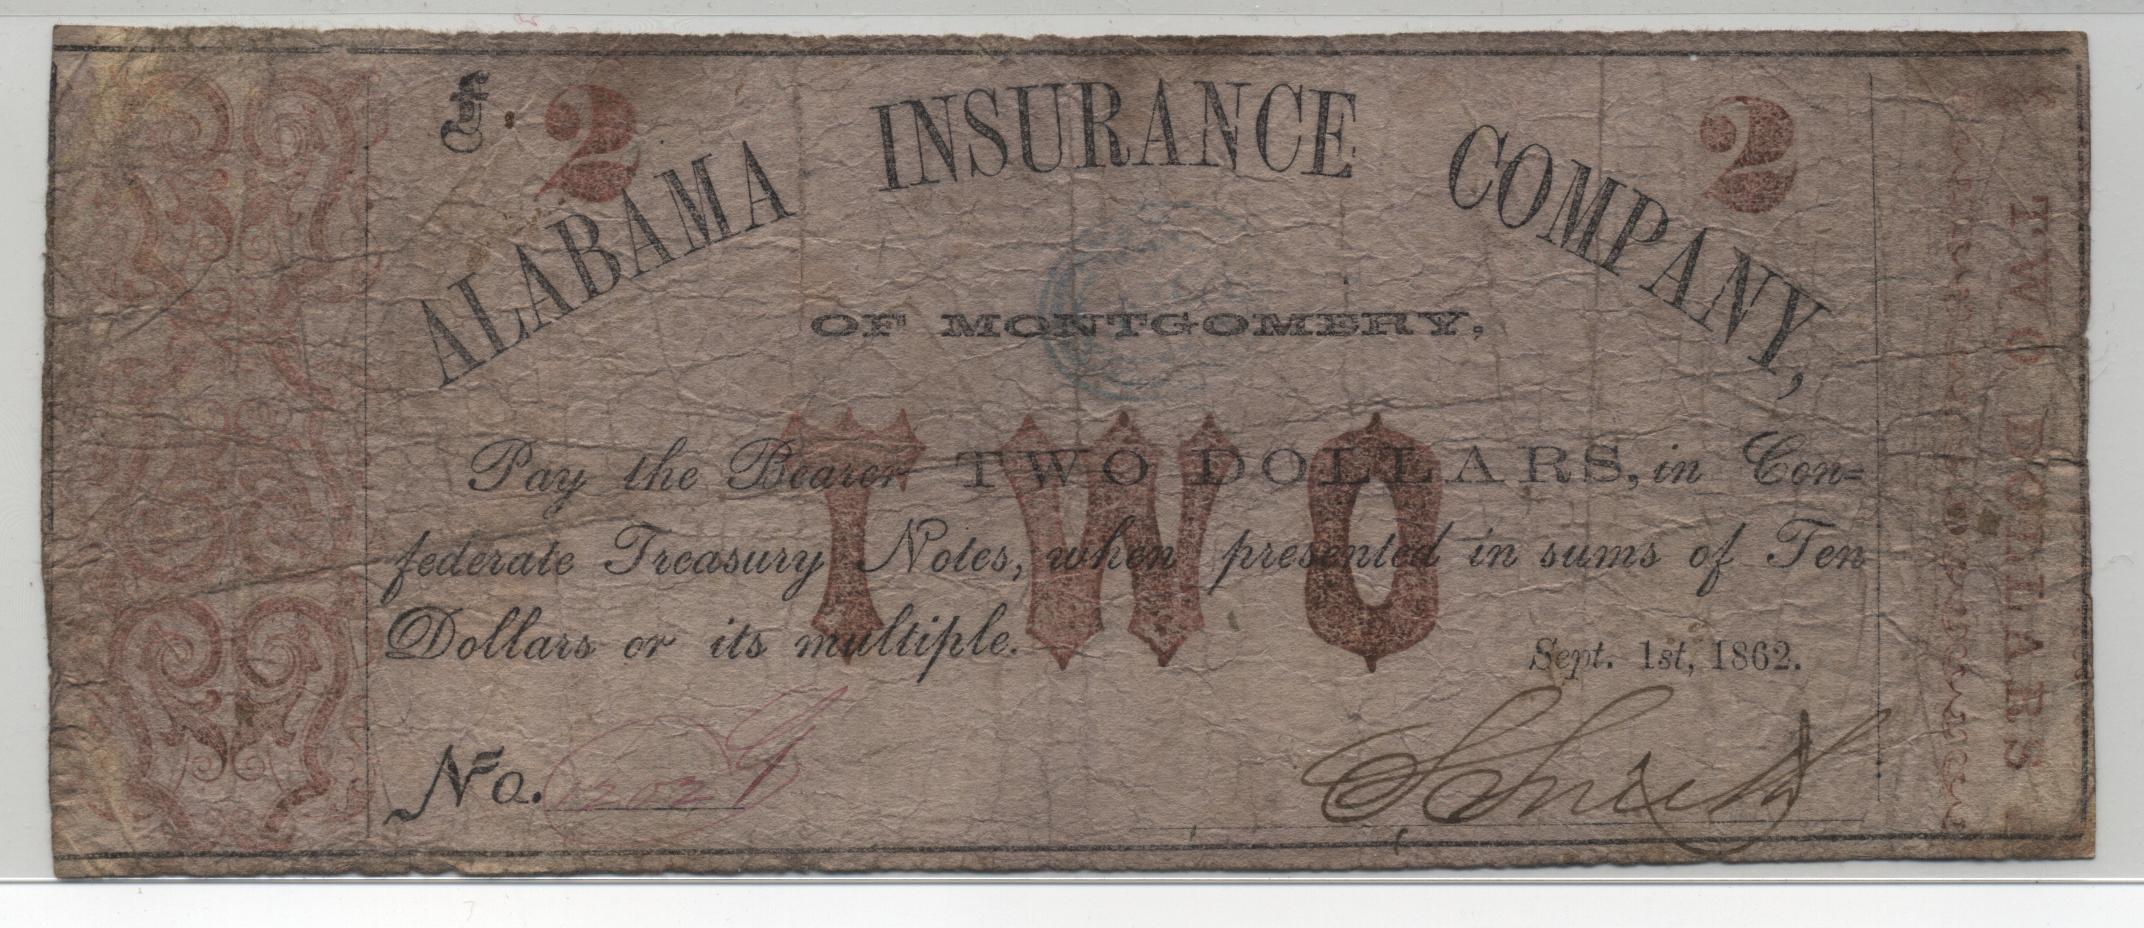 F. 2 2
ALABAMA INSURANCE COMPANY,
OF MONTGOMERY,
TWO
Pay the Bearer TWO DOLLARS, in Con=
federate Treasury Notes, when presented in sums of Ten
Dollars or its multiple.
Sept. 1st, 1862.
No.
TWO DOLLARS